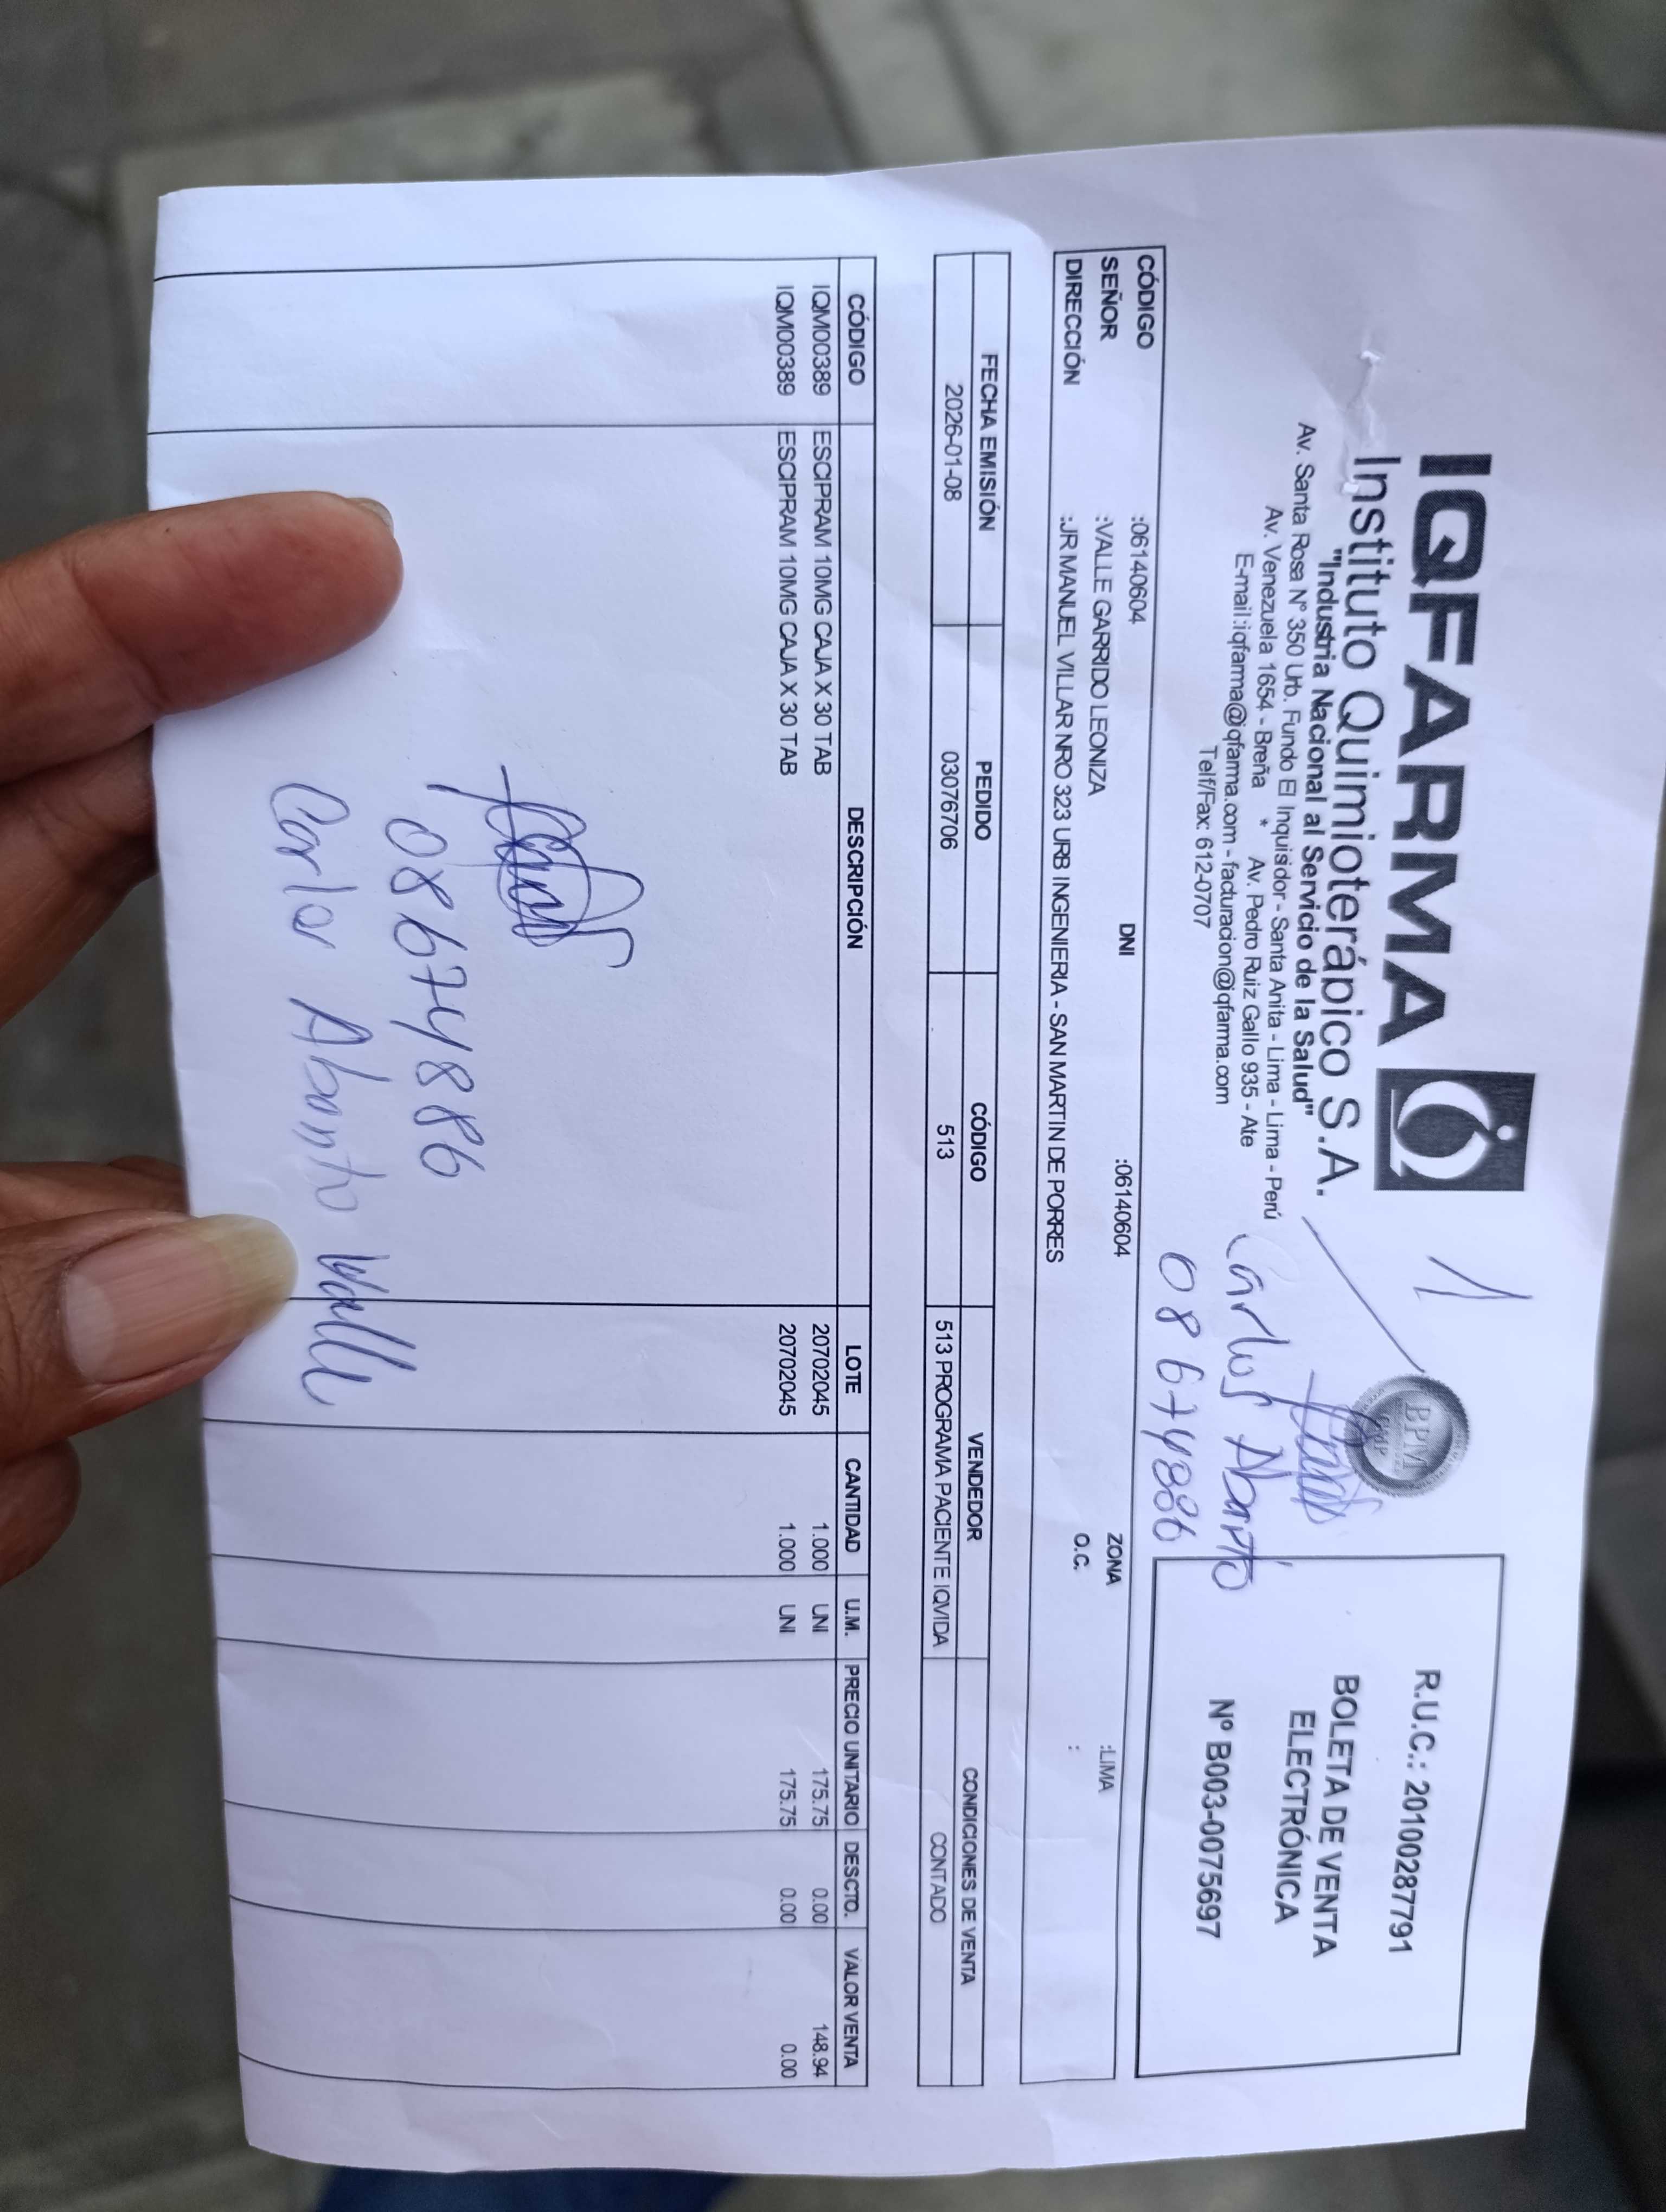 IQFARMA
Instituto Quimioterápico S.A.
"Industria Nacional al Servicio de la Salud"
Av. Santa Rosa N° 350 Urb. Fundo El Inquisidor - Santa Anita - Lima - Lima - Perú
Av. Venezuela 1654 - Breña * Av. Pedro Ruiz Gallo 935 - Ate
E-mail:iqfarma@iqfarma.com - facturacion@iqfarma.com
Telf/Fax: 612-0707
1
BPM
Carlos Abanto
08674886
R.U.C.: 20100287791
BOLETA DE VENTA
ELECTRÓNICA
Nº B003-0075697
CÓDIGO :06140604
SEÑOR :VALLE GARRIDO LEONIZA DNI :06140604 ZONA :LIMA
DIRECCIÓN :JR MANUEL VILLAR NRO 323 URB INGENIERIA - SAN MARTIN DE PORRES O.C. :
FECHA EMISIÓN PEDIDO CÓDIGO VENDEDOR CONDICIONES DE VENTA
2026-01-08 03076706 513 513 PROGRAMA PACIENTE IQVIDA CONTADO
CÓDIGO DESCRIPCIÓN LOTE CANTIDAD U.M. PRECIO UNITARIO DESCTO. VALOR VENTA
IQM00389 ESCIPRAM 10MG CAJA X 30 TAB 20702045 1.000 UNI 175.75 0.00 148.94
IQM00389 ESCIPRAM 10MG CAJA X 30 TAB 20702045 1.000 UNI 175.75 0.00 0.00
08674886
Carlos Abanto Valle